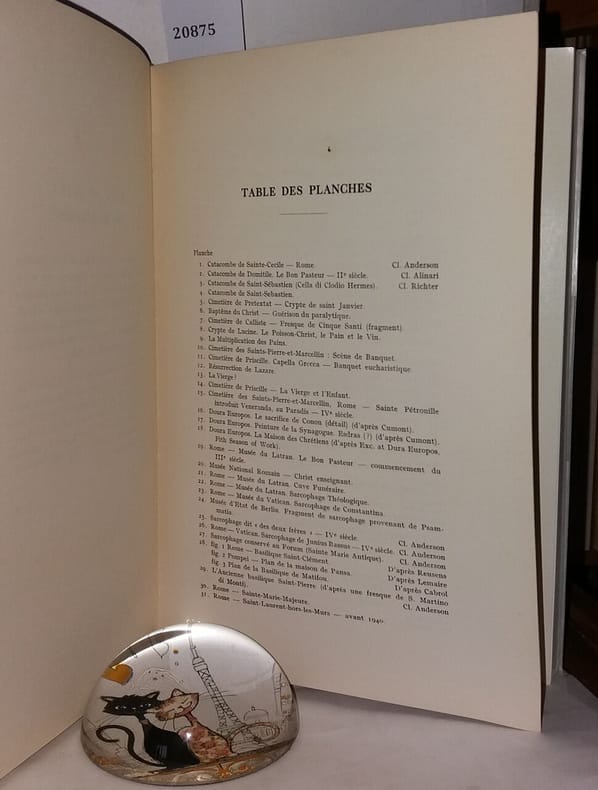 20875
TABLE DES PLANCHES
Planche
1. Catacombe de Sainte-Cecile — Rome. Cl. Anderson
2. Catacombe de Domitile. Le Bon Pasteur — IIe siècle. Cl. Alinari
3. Catacombe de Saint-Sébastien (Cella di Clodio Hermes). Cl. Richter
4. Catacombe de Saint-Sebastien.
5. Cimetière de Pretextat — Crypte de saint Janvier.
6. Baptême du Christ — Guérison du paralytique.
7. Cimetière de Calliste — Fresque de Cinque Santi (fragment).
8. Crypte de Lucine. Le Poisson-Christ, le Pain et le Vin.
9. La Multiplication des Pains.
10. Cimetière des Saints-Pierre-et-Marcellin : Scène de Banquet.
11. Cimetière de Priscille. Capella Grecca — Banquet eucharistique
12. Résurrection de Lazare.
13. La Vierge?
14. Cimetière de Priscille — La Vierge et l'Enfant.
15. Cimetière des Saints-Pierre-et-Marcellin, Rome — Sainte Pétronille
introduit Veneranda, au Paradis — IVe siècle.
16. Doura Europos. Le sacrifice de Conon (détail) (d'après Cumont).
17. Doura Europos. Peinture de la Synagogue. Esdras (?) (d'après Cumont).
18. Doura Europos. La Maison des Chrétiens (d'après Exc. at Dura Europos,
Fith Season of Work).
19. Rome — Musée du Latran. Le Bon Pasteur — commencement du
IIIe siècle.
20. Musée National Romain — Christ enseignant.
21. Rome — Musée du Latran. Cuve Funéraire.
22. Rome — Musée du Latran. Sarcophage Théologique.
23. Rome — Musée du Vatican. Sarcophage de Constantina.
24. Musée d'Etat de Berlin. Fragment de sarcophage provenant de Psam-
matia.
25. Sarcophage dit « des deux frères » — IVe siècle. Cl. Anderson
26. Rome — Vatican. Sarcophage de Junius Bassus — IVe siècle. Cl. Anderson
27. Sarcophage conservé au Forum (Sainte Marie Antique). Cl. Anderson
28. fig. 1 Rome — Basilique Saint-Clément. D'après Reusens
fig. 2 Pompei — Plan de la maison de Pansa. D'après Lemaire
fig. 3 Plan de la Basilique de Matifou. D'après Cabrol
29. L'Ancienne basilique Saint-Pierre (d'après une fresque de S. Martino
di Monti). Cl. Anderson
30. Rome — Sainte-Marie-Majeure.
31. Rome — Saint-Laurent-hors-les-Murs — avant 1940.